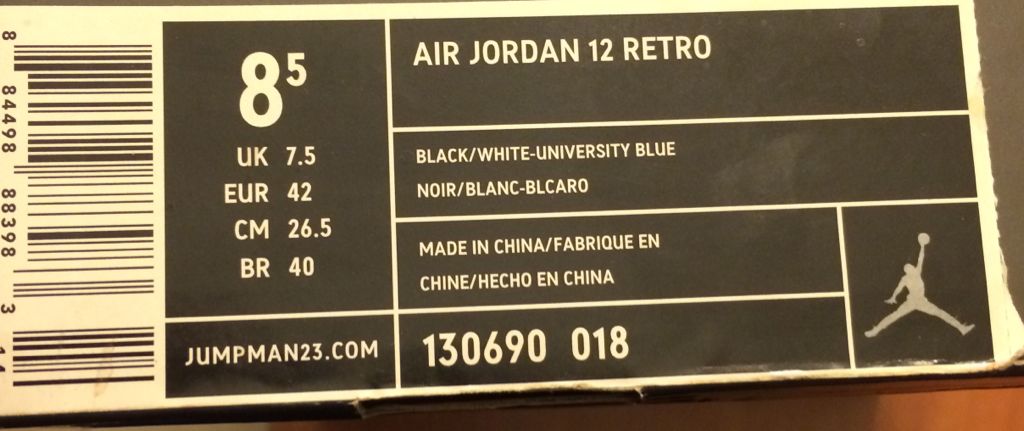 8 84498 88398 3
8⁵
UK 7.5
EUR 42
CM 26.5
BR 40
JUMPMAN23.COM
AIR JORDAN 12 RETRO
BLACK/WHITE-UNIVERSITY BLUE
NOIR/BLANC-BLCARO
MADE IN CHINA/FABRIQUE EN
CHINE/HECHO EN CHINA
130690 018